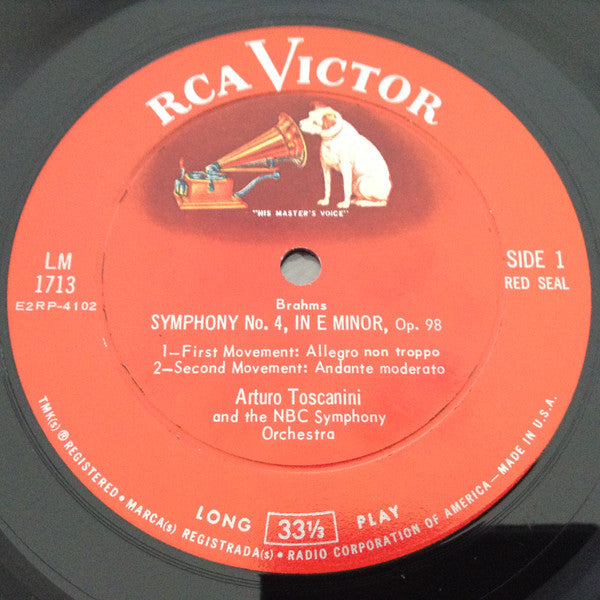 RCA VICTOR
"HIS MASTER'S VOICE"
LM
1713
E2RP-4102
SIDE 1
RED SEAL
Brahms
SYMPHONY No. 4, IN E MINOR, Op. 98
1—First Movement: Allegro non troppo
2—Second Movement: Andante moderato
Arturo Toscanini
and the NBC Symphony
Orchestra
LONG 33⅓ PLAY
TMK(s) ® REGISTERED • MARCA(s) REGISTRADA(s) • RADIO CORPORATION OF AMERICA—MADE IN U.S.A.